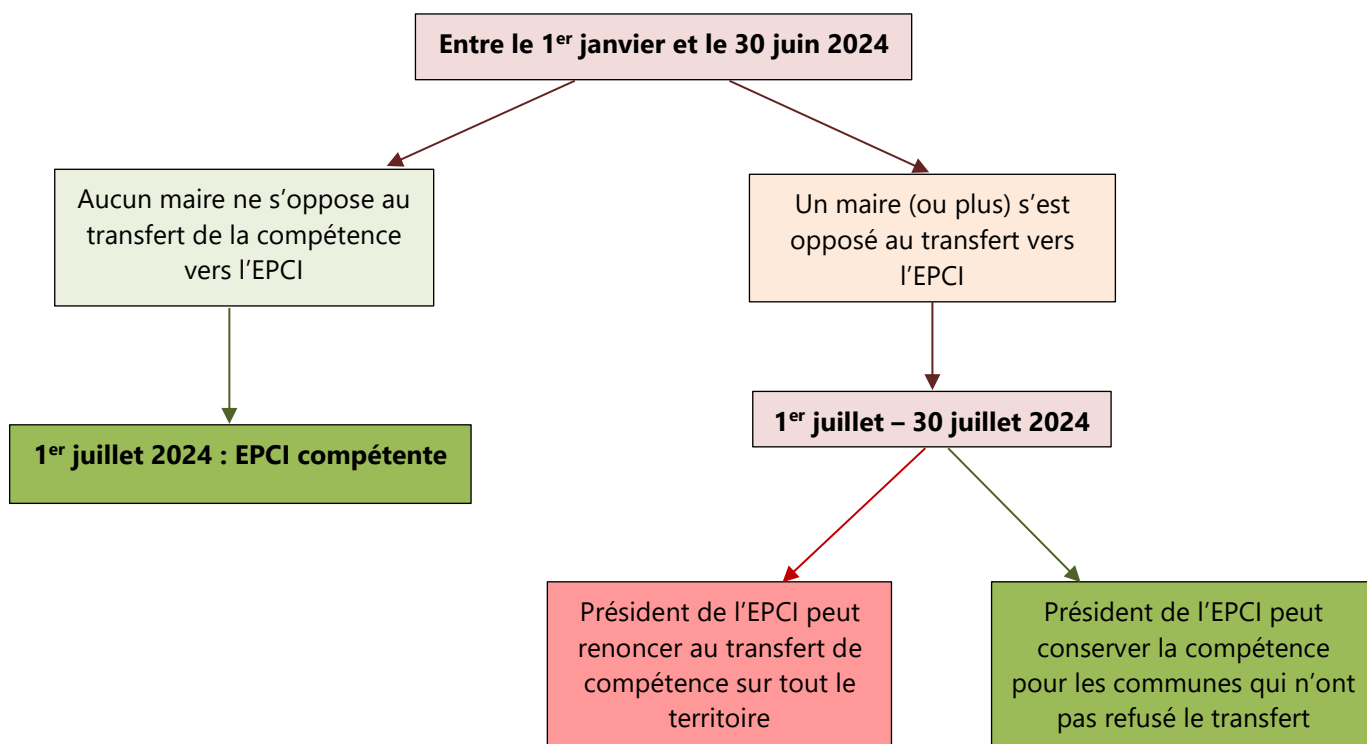 Entre le 1er janvier et le 30 juin 2024
Aucun maire ne s’oppose au
transfert de la compétence
vers l’EPCI
Un maire (ou plus) s’est
opposé au transfert vers
l’EPCI
1er juillet 2024 : EPCI compétente
1er juillet – 30 juillet 2024
Président de l’EPCI peut
renoncer au transfert de
compétence sur tout le
territoire
Président de l’EPCI peut
conserver la compétence
pour les communes qui n’ont
pas refusé le transfert